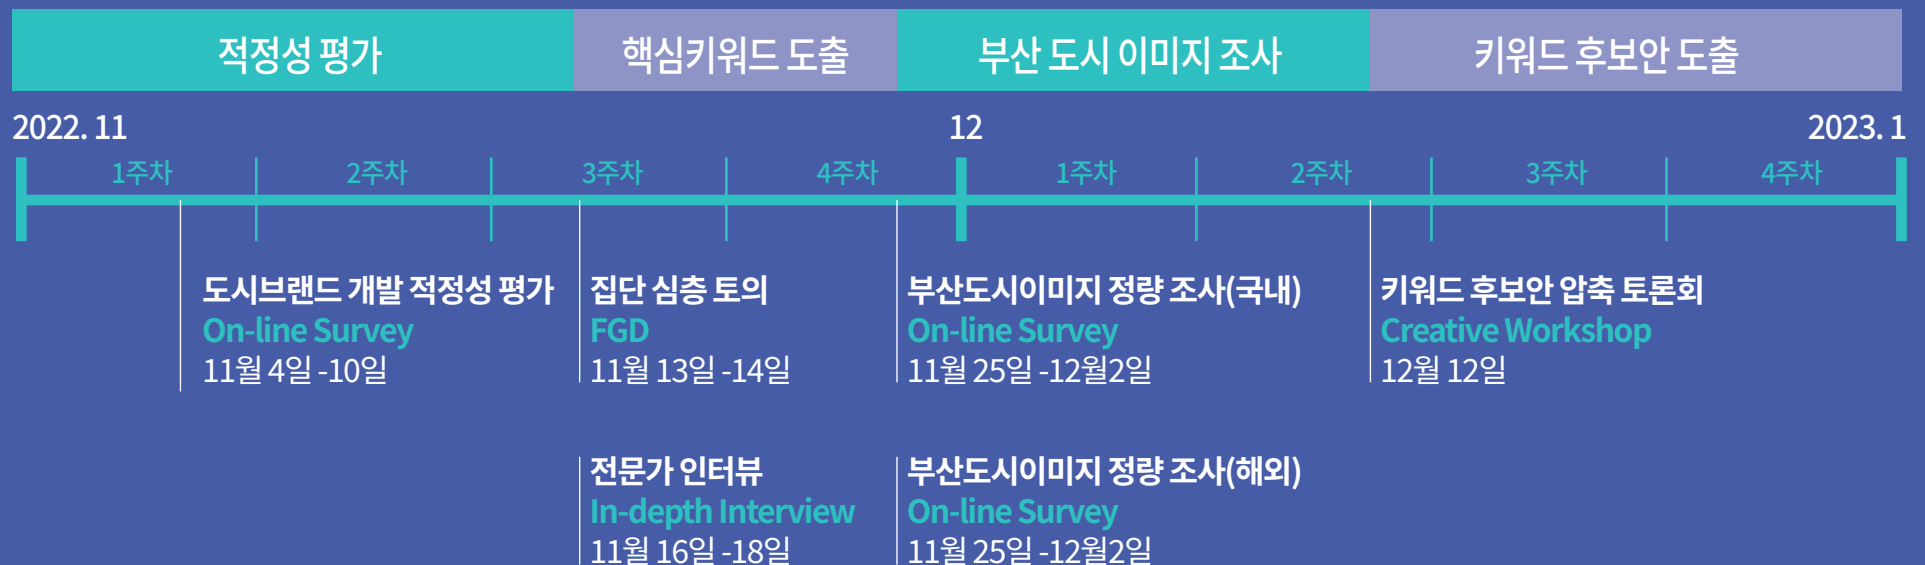 적정성 평가
핵심키워드 도출
부산 도시 이미지 조사
키워드 후보안 도출
2022. 11
12
2023. 1
1주차
2주차
3주차
4주차
1주차
2주차
3주차
4주차
도시브랜드 개발 적정성 평가
On-line Survey
11월 4일 -10일
집단 심층 토의
FGD
11월 13일 -14일
부산도시이미지 정량 조사(국내)
On-line Survey
11월 25일 -12월2일
키워드 후보안 압축 토론회
Creative Workshop
12월 12일
전문가 인터뷰
In-depth Interview
11월 16일 -18일
부산도시이미지 정량 조사(해외)
On-line Survey
11월 25일 -12월2일